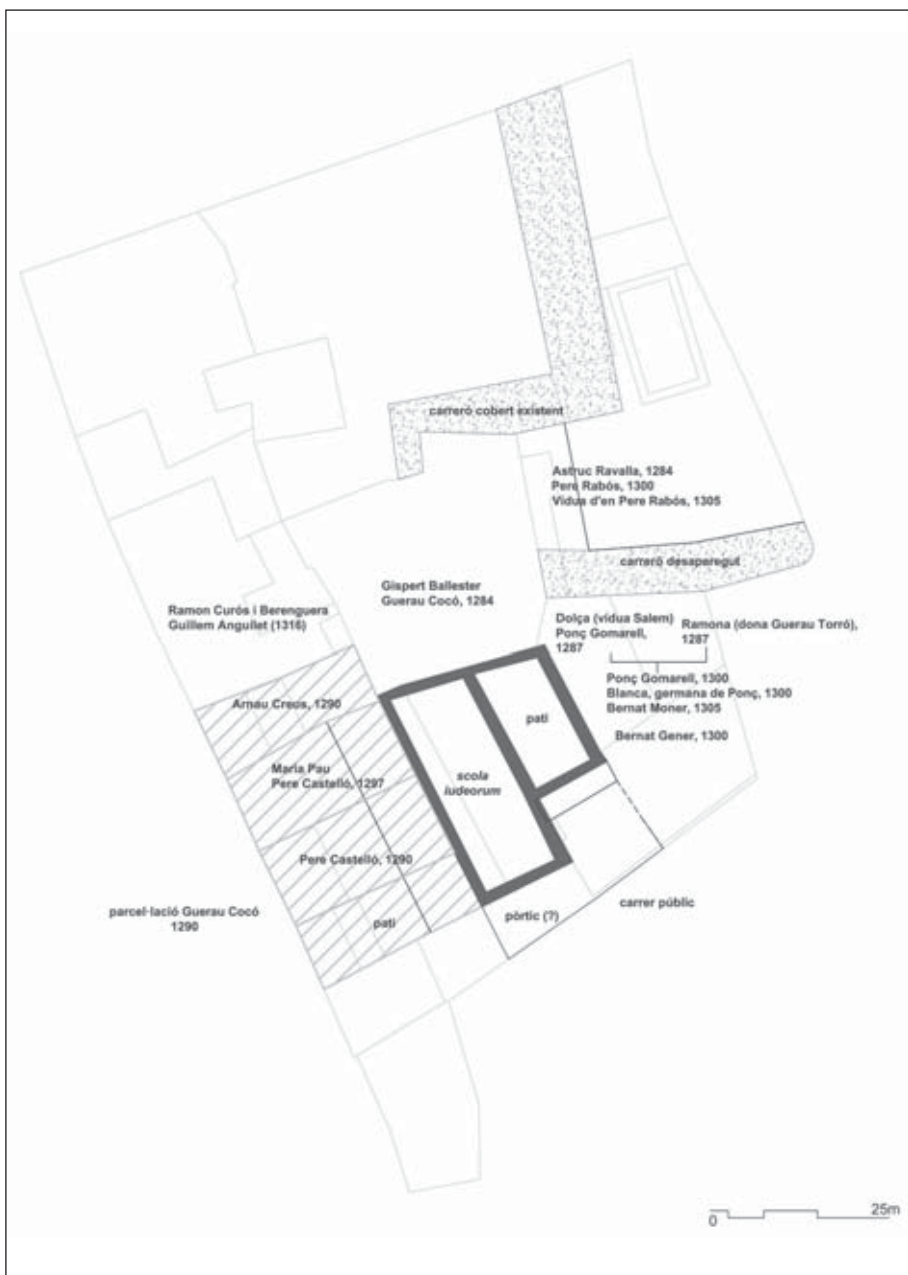 carreró cobert existent
Astruc Ravalla, 1284
Pere Rabós, 1300
Vidua d'en Pere Rabós, 1305
carreró desaparegut
Gispert Ballester
Guerau Cocó, 1284
Ramon Curós i Berenguera
Guillem Anguilet (1316)
Dolça (vidua Salem)
Ponç Gomarell,
1287
Ramona (dona Guerau Torró),
1287
Ponç Gomarell, 1300
Blanca, germana de Ponç, 1300
Bernat Moner, 1305
Bernat Gener, 1300
Arnau Creus, 1290
pati
Maria Pau
Pere Castelló, 1297
scola
iudeorum
Pere Castelló, 1290
parcel·lació Guerau Cocó
1290
pati
pòrtic (?)
carrer públic
0 25m